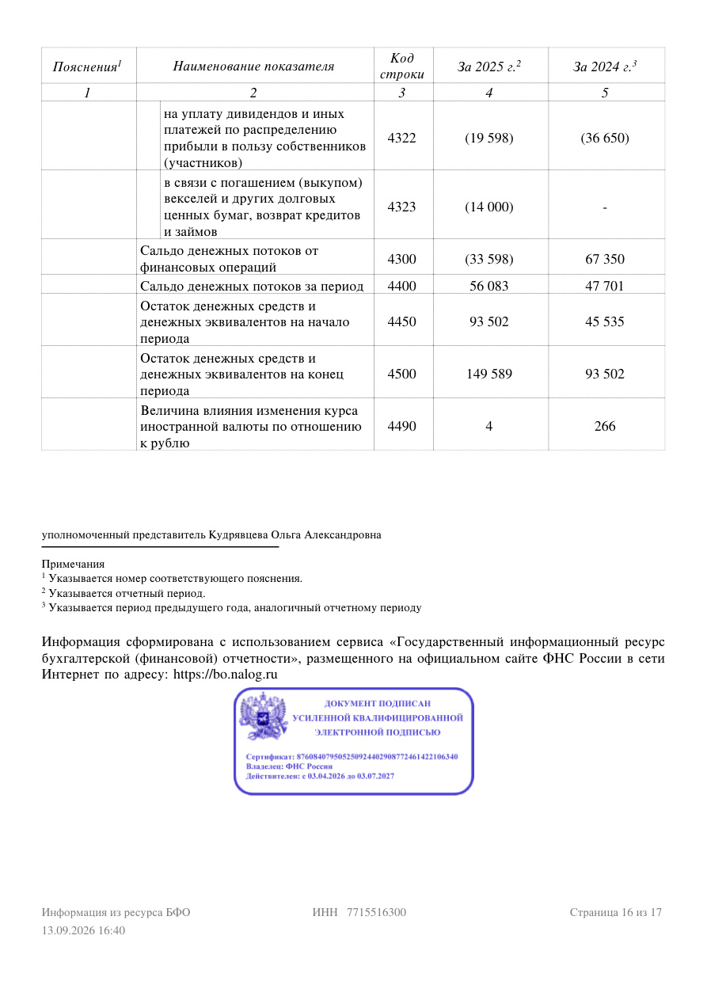 Пояснения1 Наименование показателя Код строки За 2025 г.2 За 2024 г.3
1 2 3 4 5
на уплату дивидендов и иных
платежей по распределению
прибыли в пользу собственников
(участников) 4322 (19 598) (36 650)
в связи с погашением (выкупом)
векселей и других долговых
ценных бумаг, возврат кредитов
и займов 4323 (14 000) -
Сальдо денежных потоков от
финансовых операций 4300 (33 598) 67 350
Сальдо денежных потоков за период 4400 56 083 47 701
Остаток денежных средств и
денежных эквивалентов на начало
периода 4450 93 502 45 535
Остаток денежных средств и
денежных эквивалентов на конец
периода 4500 149 589 93 502
Величина влияния изменения курса
иностранной валюты по отношению
к рублю 4490 4 266
уполномоченный представитель Кудрявцева Ольга Александровна
Примечания
1 Указывается номер соответствующего пояснения.
2 Указывается отчетный период.
3 Указывается период предыдущего года, аналогичный отчетному периоду
Информация сформирована с использованием сервиса «Государственный информационный ресурс
бухгалтерской (финансовой) отчетности», размещенного на официальном сайте ФНС России в сети
Интернет по адресу: https://bo.nalog.ru
ДОКУМЕНТ ПОДПИСАН
УСИЛЕННОЙ КВАЛИФИЦИРОВАННОЙ
ЭЛЕКТРОННОЙ ПОДПИСЬЮ
Сертификат: 87608407950525092440290877246142​2106340
Владелец: ФНС России
Действителен: с 03.04.2026 до 03.07.2027
Информация из ресурса БФО ИНН 7715516300 Страница 16 из 17
13.09.2026 16:40